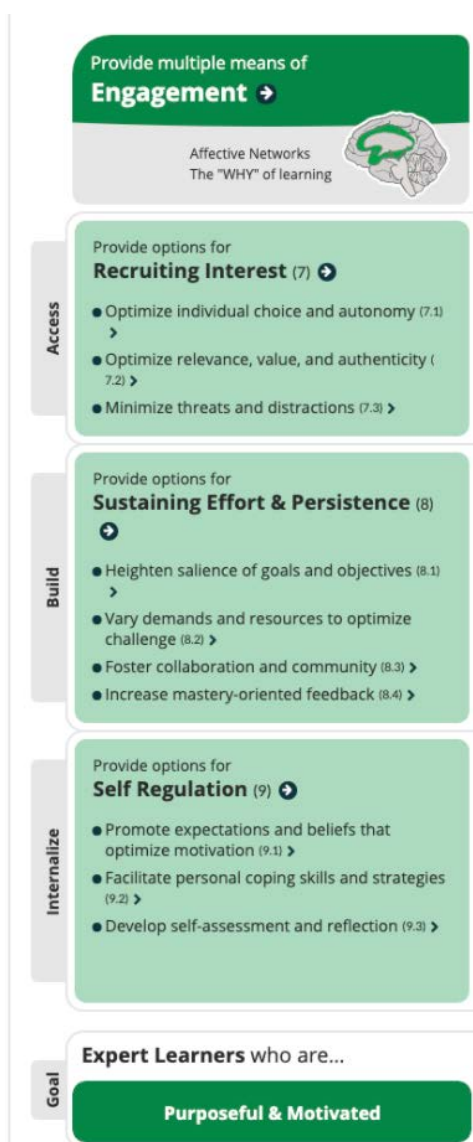 Provide multiple means of
Engagement
Affective Networks
The "WHY" of learning
Access
Provide options for
Recruiting Interest (7)
Optimize individual choice and autonomy (7.1)
Optimize relevance, value, and authenticity (
7.2)
Minimize threats and distractions (7.3)
Build
Provide options for
Sustaining Effort & Persistence (8)
Heighten salience of goals and objectives (8.1)
Vary demands and resources to optimize
challenge (8.2)
Foster collaboration and community (8.3)
Increase mastery-oriented feedback (8.4)
Internalize
Provide options for
Self Regulation (9)
Promote expectations and beliefs that
optimize motivation (9.1)
Facilitate personal coping skills and strategies
(9.2)
Develop self-assessment and reflection (9.3)
Goal
Expert Learners who are...
Purposeful & Motivated